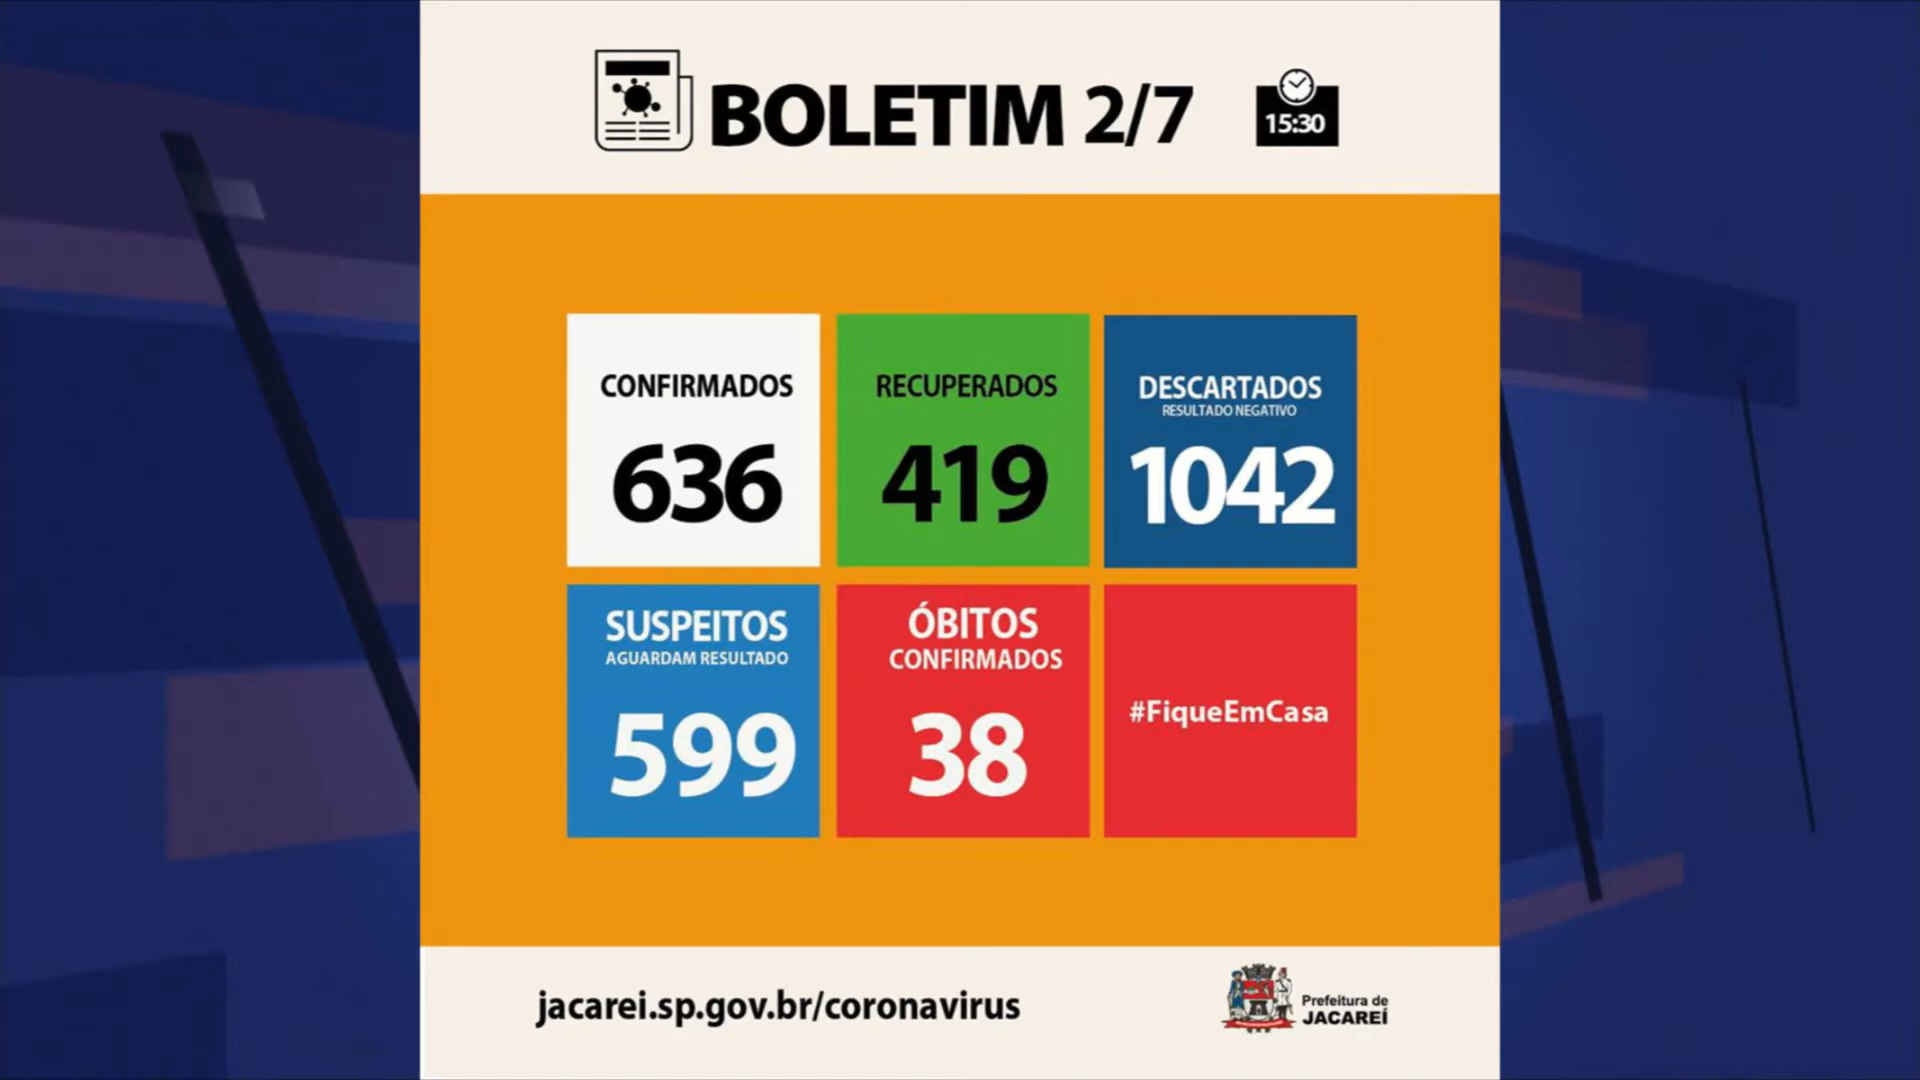 BOLETIM 2/7
15:30
CONFIRMADOS
636
RECUPERADOS
419
DESCARTADOS
RESULTADO NEGATIVO
1042
SUSPEITOS
AGUARDAM RESULTADO
599
ÓBITOS
CONFIRMADOS
38
#FiqueEmCasa
jacarei.sp.gov.br/coronavirus
Prefeitura de
JACAREÍ